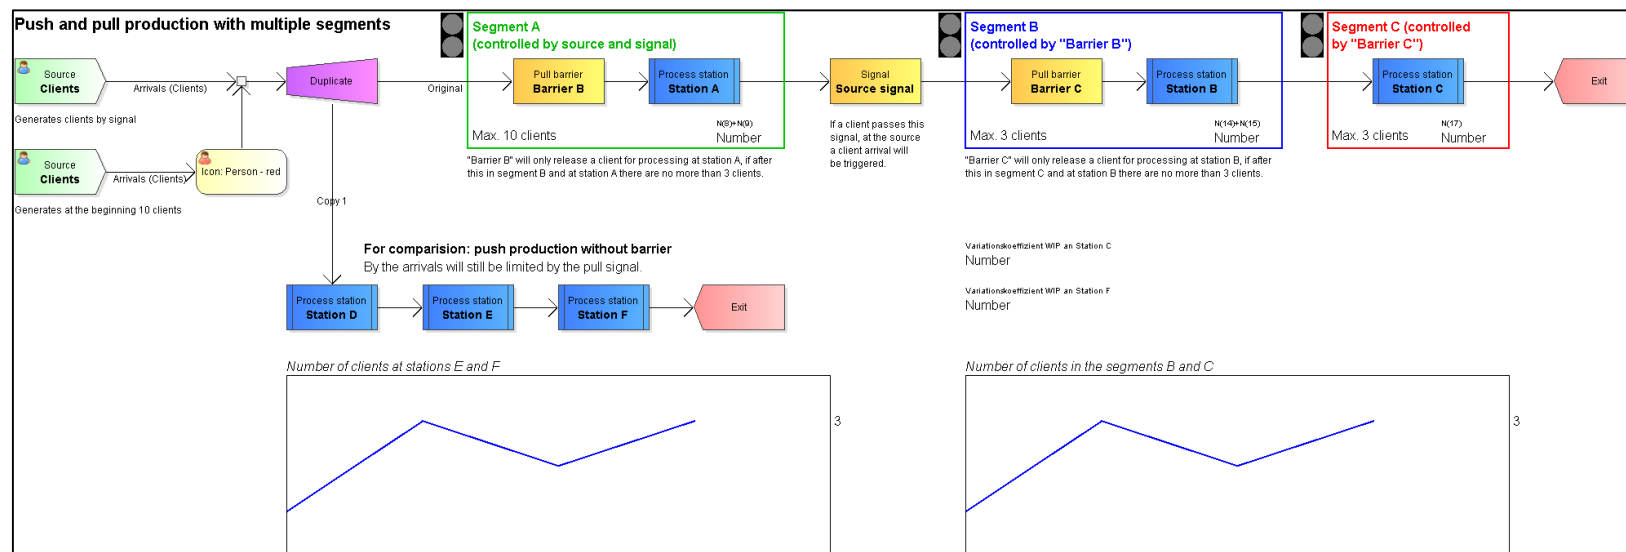 Push and pull production with multiple segments
Source
Clients
Arrivals (Clients)
Generates clients by signal
Source
Clients
Arrivals (Clients)
Generates at the beginning 10 clients
Icon: Person - red
Duplicate
Original
Copy 1
Segment A
(controlled by source and signal)
Pull barrier
Barrier B
Process station
Station A
Max. 10 clients
N(8)+N(9)
Number
"Barrier B" will only release a client for processing at station A, if after
this in segment B and at station A there are no more than 3 clients.
Signal
Source signal
If a client passes this
signal, at the source
a client arrival will
be triggered.
Segment B
(controlled by "Barrier B")
Pull barrier
Barrier C
Process station
Station B
Max. 3 clients
N(14)+N(15)
Number
"Barrier C" will only release a client for processing at station B, if after
this in segment C and at station B there are no more than 3 clients.
Segment C (controlled
by "Barrier C")
Process station
Station C
Max. 3 clients
N(17)
Number
Exit
For comparision: push production without barrier
By the arrivals will still be limited by the pull signal.
Process station
Station D
Process station
Station E
Process station
Station F
Exit
Variationskoeffizient WIP an Station C
Number
Variationskoeffizient WIP an Station F
Number
Number of clients at stations E and F
3
Number of clients in the segments B and C
3